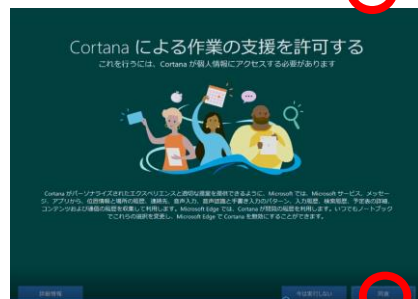 Cortana による作業の支援を許可する
これを行うには、Cortana が個人情報にアクセスする必要があります
Cortana がパーソナライズされたエクスペリエンスと適切な提案を提供できるように、Microsoft では、Microsoft サービス、メッセー
ジ、アプリから、位置情報と場所の履歴、連絡先、音声入力、音声認識と手書き入力のパターン、入力履歴、検索履歴、予定表の詳細、
コンテンツおよび通信の履歴を収集して利用します。Microsoft Edge では、Cortana が閲覧の履歴を利用します。いつでもノートブック
でこれらの選択を変更し、Microsoft Edge で Cortana を無効にすることができます。
詳細情報
今は実行しない
同意